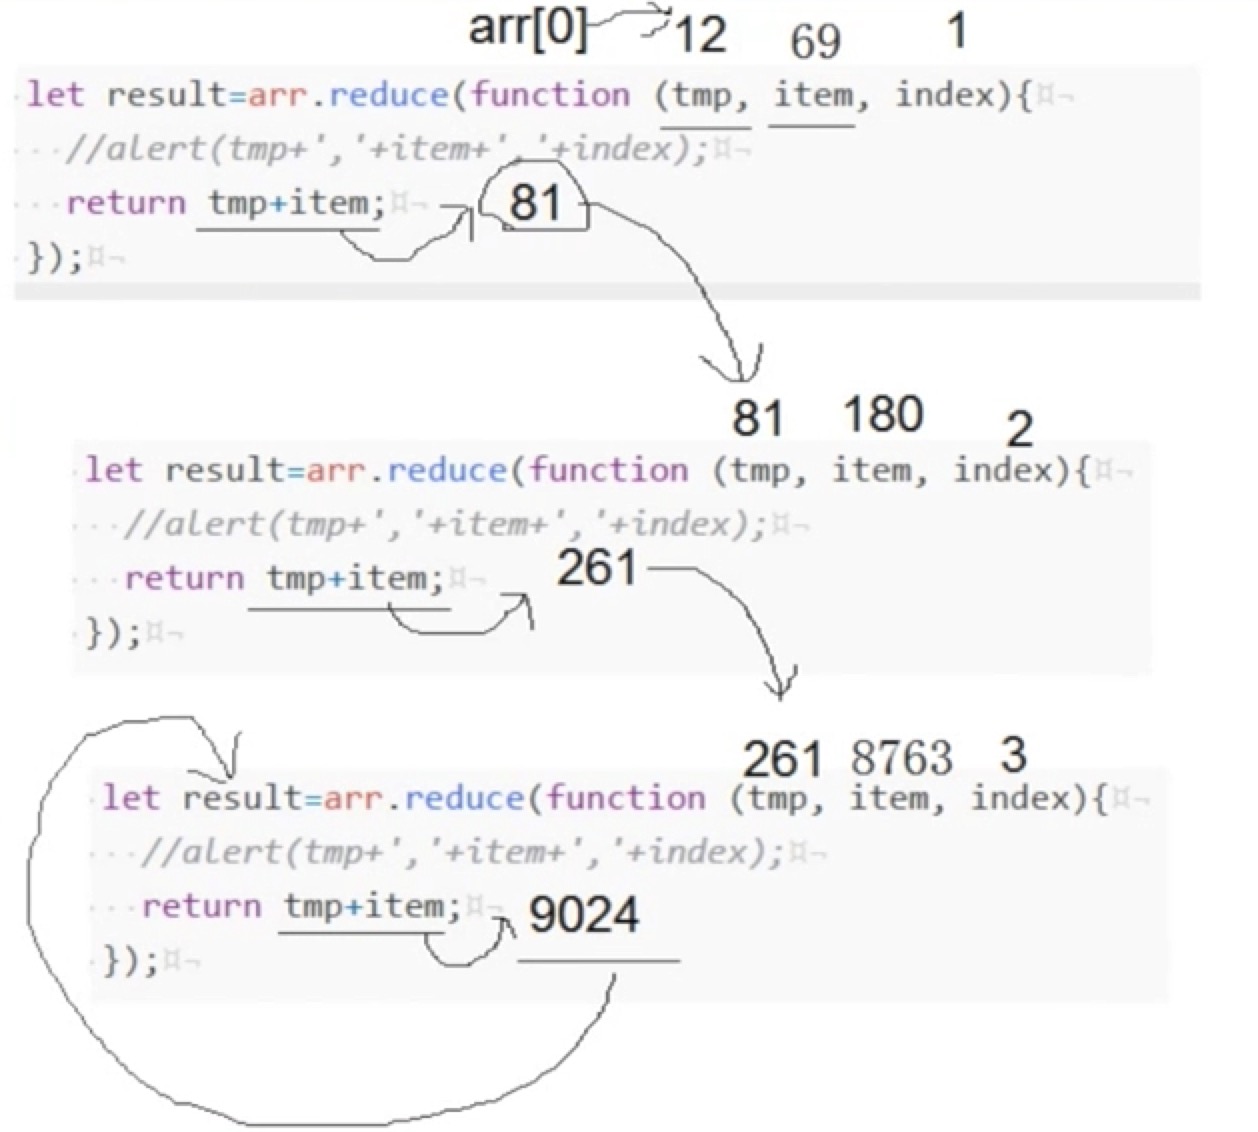 arr[0] 12 69 1
let result=arr.reduce(function (tmp, item, index){
//alert(tmp+','+item+','+index);
return tmp+item; 81
});
81 180 2
let result=arr.reduce(function (tmp, item, index){
//alert(tmp+','+item+','+index);
return tmp+item; 261
});
261 8763 3
let result=arr.reduce(function (tmp, item, index){
//alert(tmp+','+item+','+index);
return tmp+item; 9024
});